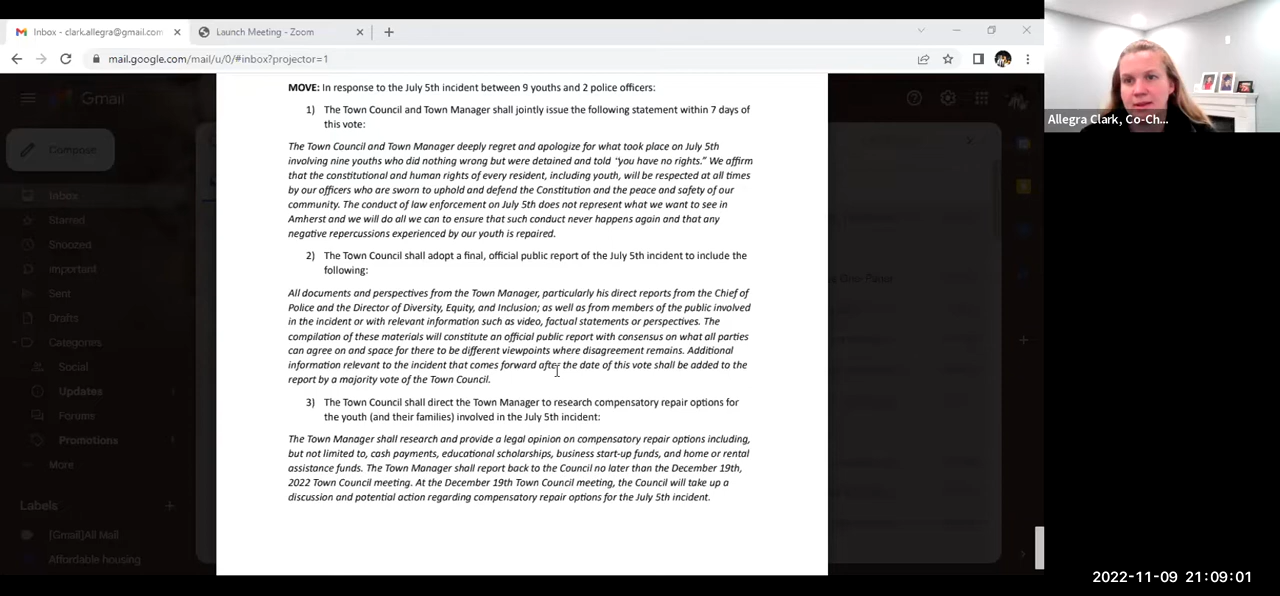 Inbox - clark.allegra@gmail.com
Launch Meeting - Zoom
mail.google.com/mail/u/0/#inbox?projector=1
Allegra Clark, Co-Ch...
Gmail
Compose
Inbox
Starred
Snoozed
Important
Sent
Drafts
Categories
Social
Updates
Forums
Promotions
More
Labels
[Gmail]All Mail
Affordable housing
MOVE: In response to the July 5th incident between 9 youths and 2 police officers:
1) The Town Council and Town Manager shall jointly issue the following statement within 7 days of
this vote:
The Town Council and Town Manager deeply regret and apologize for what took place on July 5th
involving nine youths who did nothing wrong but were detained and told "you have no rights." We affirm
that the constitutional and human rights of every resident, including youth, will be respected at all times
by our officers who are sworn to uphold and defend the Constitution and the peace and safety of our
community. The conduct of law enforcement on July 5th does not represent what we want to see in
Amherst and we will do all we can to ensure that such conduct never happens again and that any
negative repercussions experienced by our youth is repaired.
2) The Town Council shall adopt a final, official public report of the July 5th incident to include the
following:
All documents and perspectives from the Town Manager, particularly his direct reports from the Chief of
Police and the Director of Diversity, Equity, and Inclusion; as well as from members of the public involved
in the incident or with relevant information such as video, factual statements or perspectives. The
compilation of these materials will constitute an official public report with consensus on what all parties
can agree on and space for there to be different viewpoints where disagreement remains. Additional
information relevant to the incident that comes forward after the date of this vote shall be added to the
report by a majority vote of the Town Council.
3) The Town Council shall direct the Town Manager to research compensatory repair options for
the youth (and their families) involved in the July 5th incident:
The Town Manager shall research and provide a legal opinion on compensatory repair options including,
but not limited to, cash payments, educational scholarships, business start-up funds, and home or rental
assistance funds. The Town Manager shall report back to the Council no later than the December 19th,
2022 Town Council meeting. At the December 19th Town Council meeting, the Council will take up a
discussion and potential action regarding compensatory repair options for the July 5th incident.
2022-11-09 21:09:01